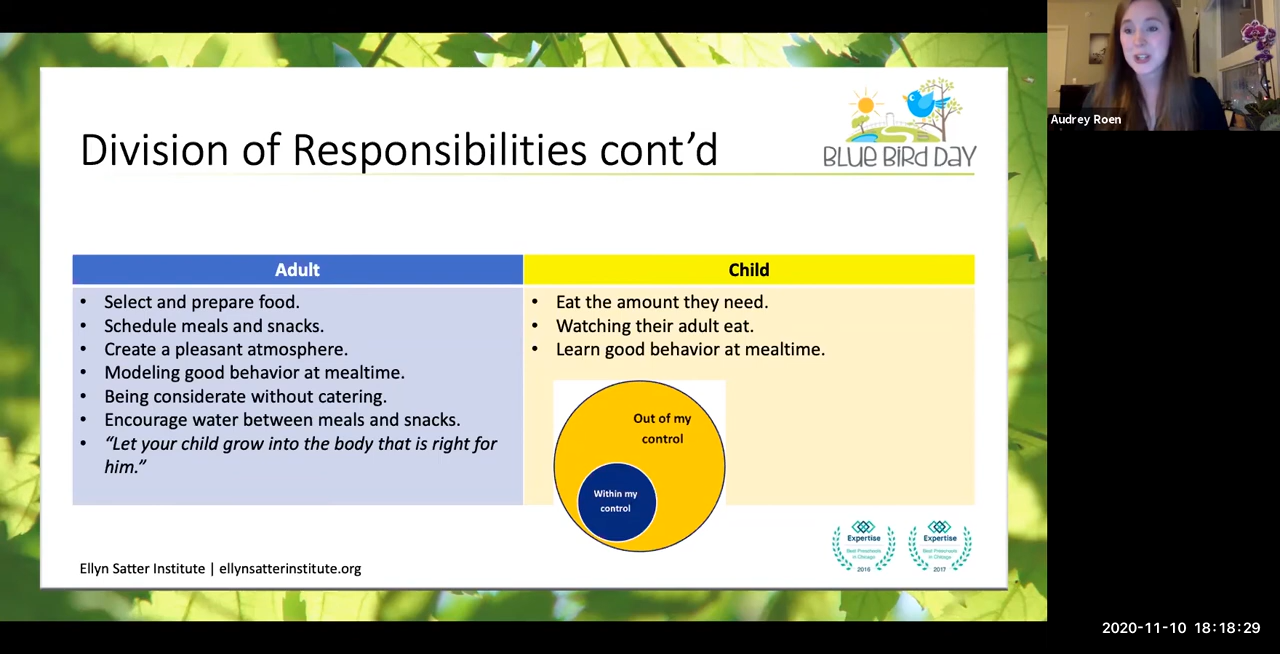 Division of Responsibilities cont’d
BLUE BIRD DAY
Audrey Roen
Adult
• Select and prepare food.
• Schedule meals and snacks.
• Create a pleasant atmosphere.
• Modeling good behavior at mealtime.
• Being considerate without catering.
• Encourage water between meals and snacks.
• “Let your child grow into the body that is right for
him.”
Child
• Eat the amount they need.
• Watching their adult eat.
• Learn good behavior at mealtime.
Out of my
control
Within my
control
Expertise
Best Preschools
in Chicago
2016
Expertise
Best Preschools
in Chicago
2017
Ellyn Satter Institute | ellynsatterinstitute.org
2020-11-10 18:18:29